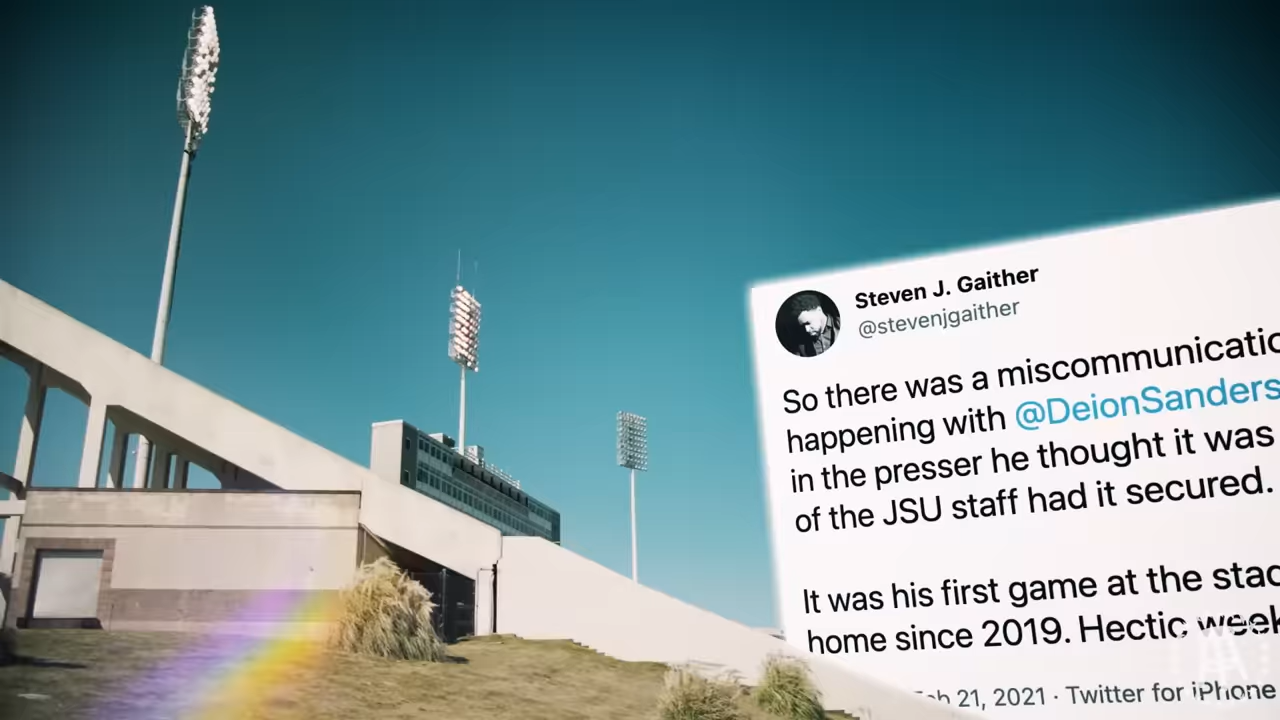 Steven J. Gaither
@stevenjgaither
So there was a miscommunicatio
happening with @DeionSanders
in the presser he thought it was
of the JSU staff had it secured.
It was his first game at the stad
home since 2019. Hectic week
21, 2021 · Twitter for iPhone